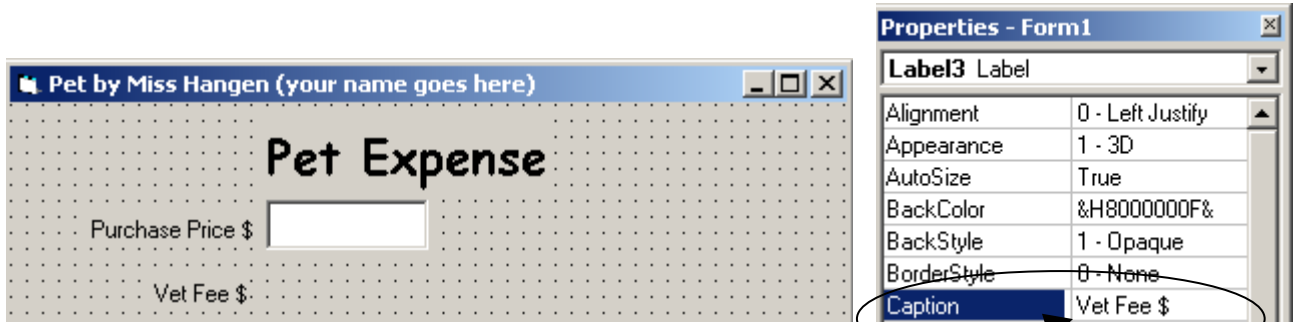 Pet by Miss Hangen (your name goes here)
Pet Expense
Purchase Price $
Vet Fee $
Properties - Form1
Label3 Label
Alignment 0 - Left Justify
Appearance 1 - 3D
AutoSize True
BackColor &H8000000F&
BackStyle 1 - Opaque
BorderStyle 0 - None
Caption Vet Fee $